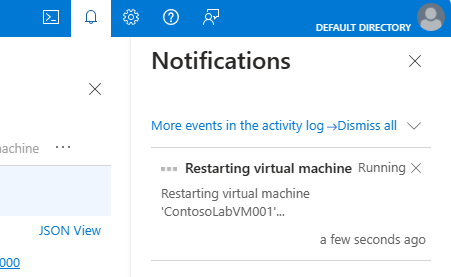 DEFAULT DIRECTORY
Notifications
More events in the activity log →Dismiss all
achine ...
Restarting virtual machine Running
Restarting virtual machine
'ContosoLabVM001'...
JSON View
a few seconds ago
000